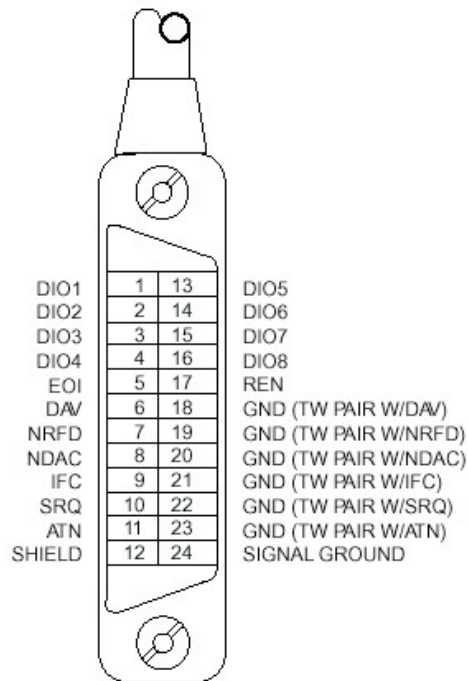 DIO1 1 13 DIO5
DIO2 2 14 DIO6
DIO3 3 15 DIO7
DIO4 4 16 DIO8
EOI 5 17 REN
DAV 6 18 GND (TW PAIR W/DAV)
NRFD 7 19 GND (TW PAIR W/NRFD)
NDAC 8 20 GND (TW PAIR W/NDAC)
IFC 9 21 GND (TW PAIR W/IFC)
SRQ 10 22 GND (TW PAIR W/SRQ)
ATN 11 23 GND (TW PAIR W/ATN)
SHIELD 12 24 SIGNAL GROUND